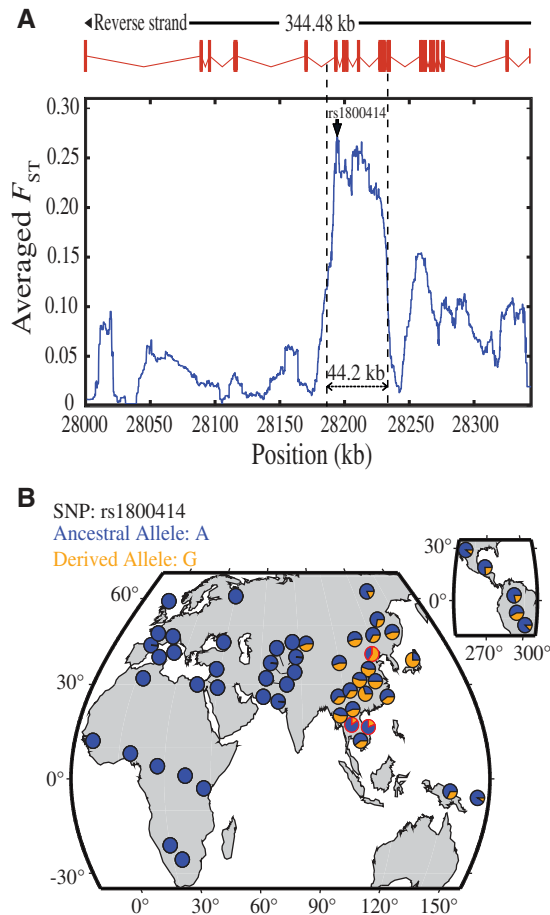 A
Reverse strand 344.48 kb
rs1800414
0.30
0.25
0.20
0.15
0.10
0.05
0
Averaged F_ST
44.2 kb
28000 28050 28100 28150 28200 28250 28300
Position (kb)
B
SNP: rs1800414
Ancestral Allele: A
Derived Allele: G
60°
30°
0°
-30°
0° 30° 60° 90° 120° 150°
30°
0°
270° 300°